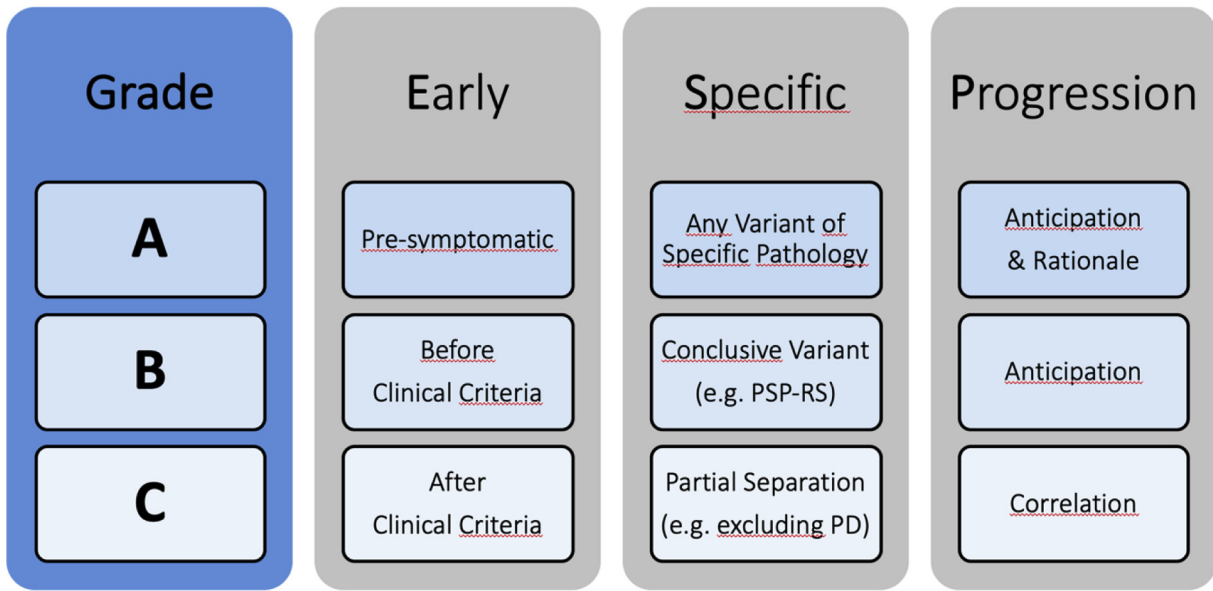 Grade
Early
Specific
Progression
A
Pre-symptomatic
Any Variant of
Specific Pathology
Anticipation
& Rationale
B
Before
Clinical Criteria
Conclusive Variant
(e.g. PSP-RS)
Anticipation
C
After
Clinical Criteria
Partial Separation
(e.g. excluding PD)
Correlation